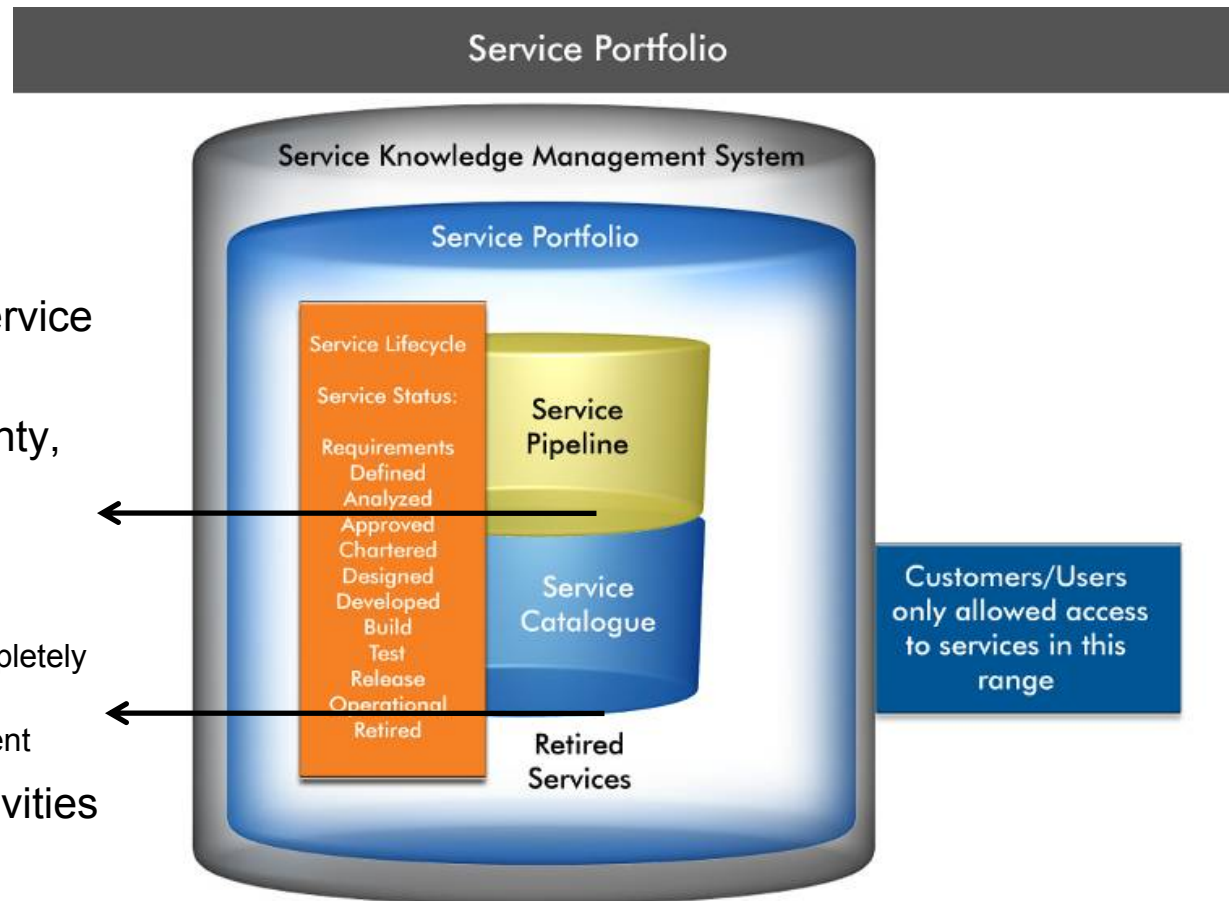 Service Portfolio
Service Knowledge Management System
Service Portfolio
Service Lifecycle
Service Status:
Requirements
Defined
Analyzed
Approved
Chartered
Designed
Developed
Build
Test
Release
Operational
Retired
Service
Pipeline
Service
Catalogue
Retired
Services
Customers/Users
only allowed access
to services in this
range
ervice
nty,
pletely
ent
vities